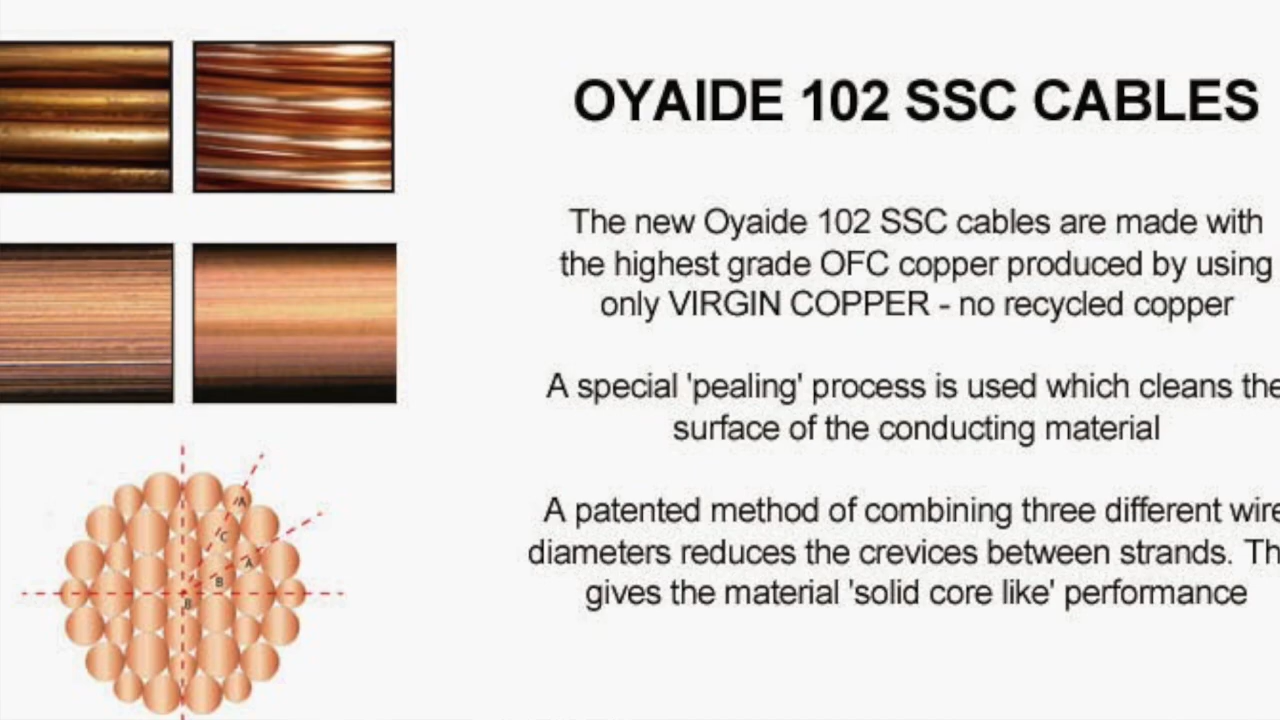 OYAIDE 102 SSC CABLES
The new Oyaide 102 SSC cables are made with
the highest grade OFC copper produced by using
only VIRGIN COPPER - no recycled copper
A special 'pealing' process is used which cleans the
surface of the conducting material
A patented method of combining three different wire
diameters reduces the crevices between strands. Th
gives the material 'solid core like' performance
A
C
A
B
B